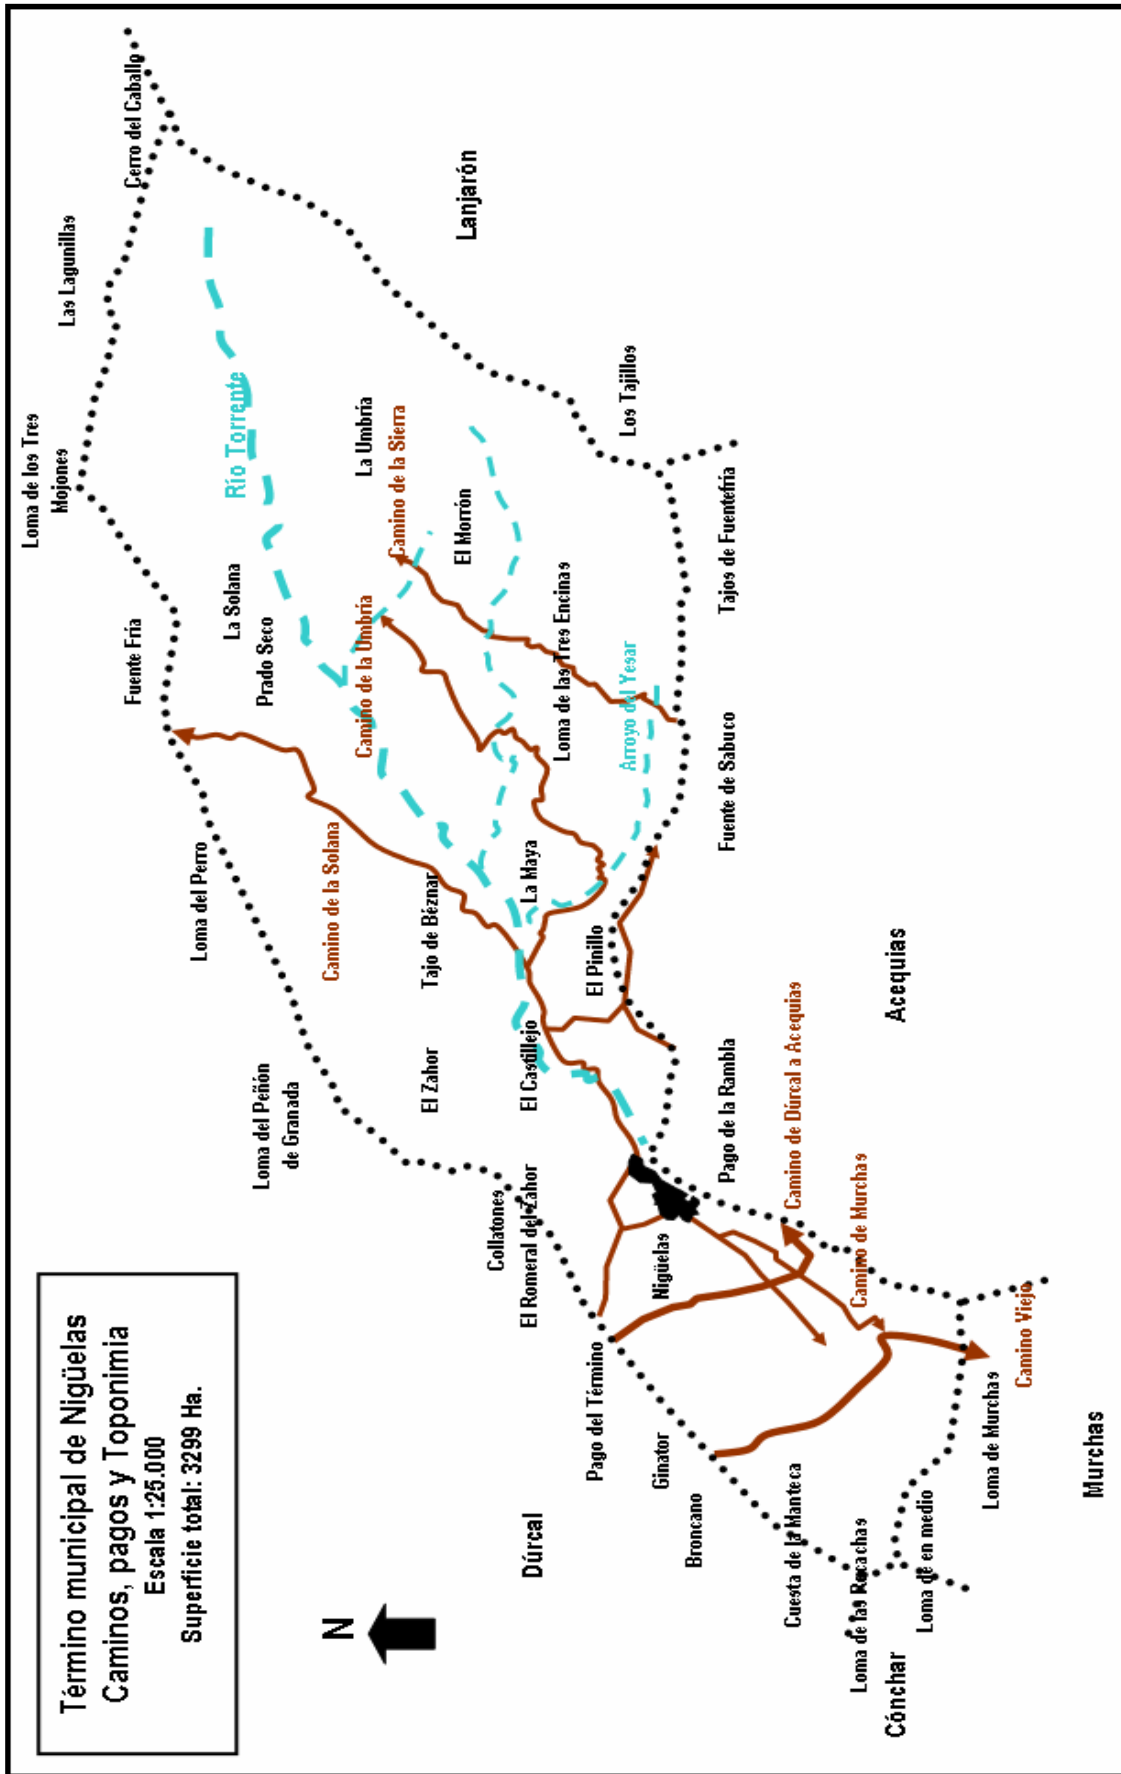 Término municipal de Nigüelas
Caminos, pagos y Toponimia
Escala 1:25.000
Superficie total: 3299 Ha.
N
Loma de los Tres
Mojones
Las Lagunillas
Cerro del Caballo
Fuente Fría
La Solana
Prado Seco
Río Torrente
Loma del Perro
Loma del Peñón
de Granada
Camino de la Solana
Camino de la Umbría
La Umbría
Camino de la Sierra
Lanjarón
El Morrón
El Zahor
Tajo de Béznar
Collatones
El Romeral del Zahor
El Castillejo
La Maya
Loma de las Tres Encinas
Dúrcal
Pago del Término
El Pinillo
Arroyo del Yesar
Los Tajillos
Ginator
Nigüelas
Broncano
Pago de la Rambla
Fuente de Sabuco
Tajos de Fuentefría
Cuesta de la Manteca
Camino de Dúrcal a Acequias
Loma de las Rocachas
Camino de Murchas
Cónchar
Acequias
Loma de en medio
Loma de Murchas
Camino Viejo
Murchas